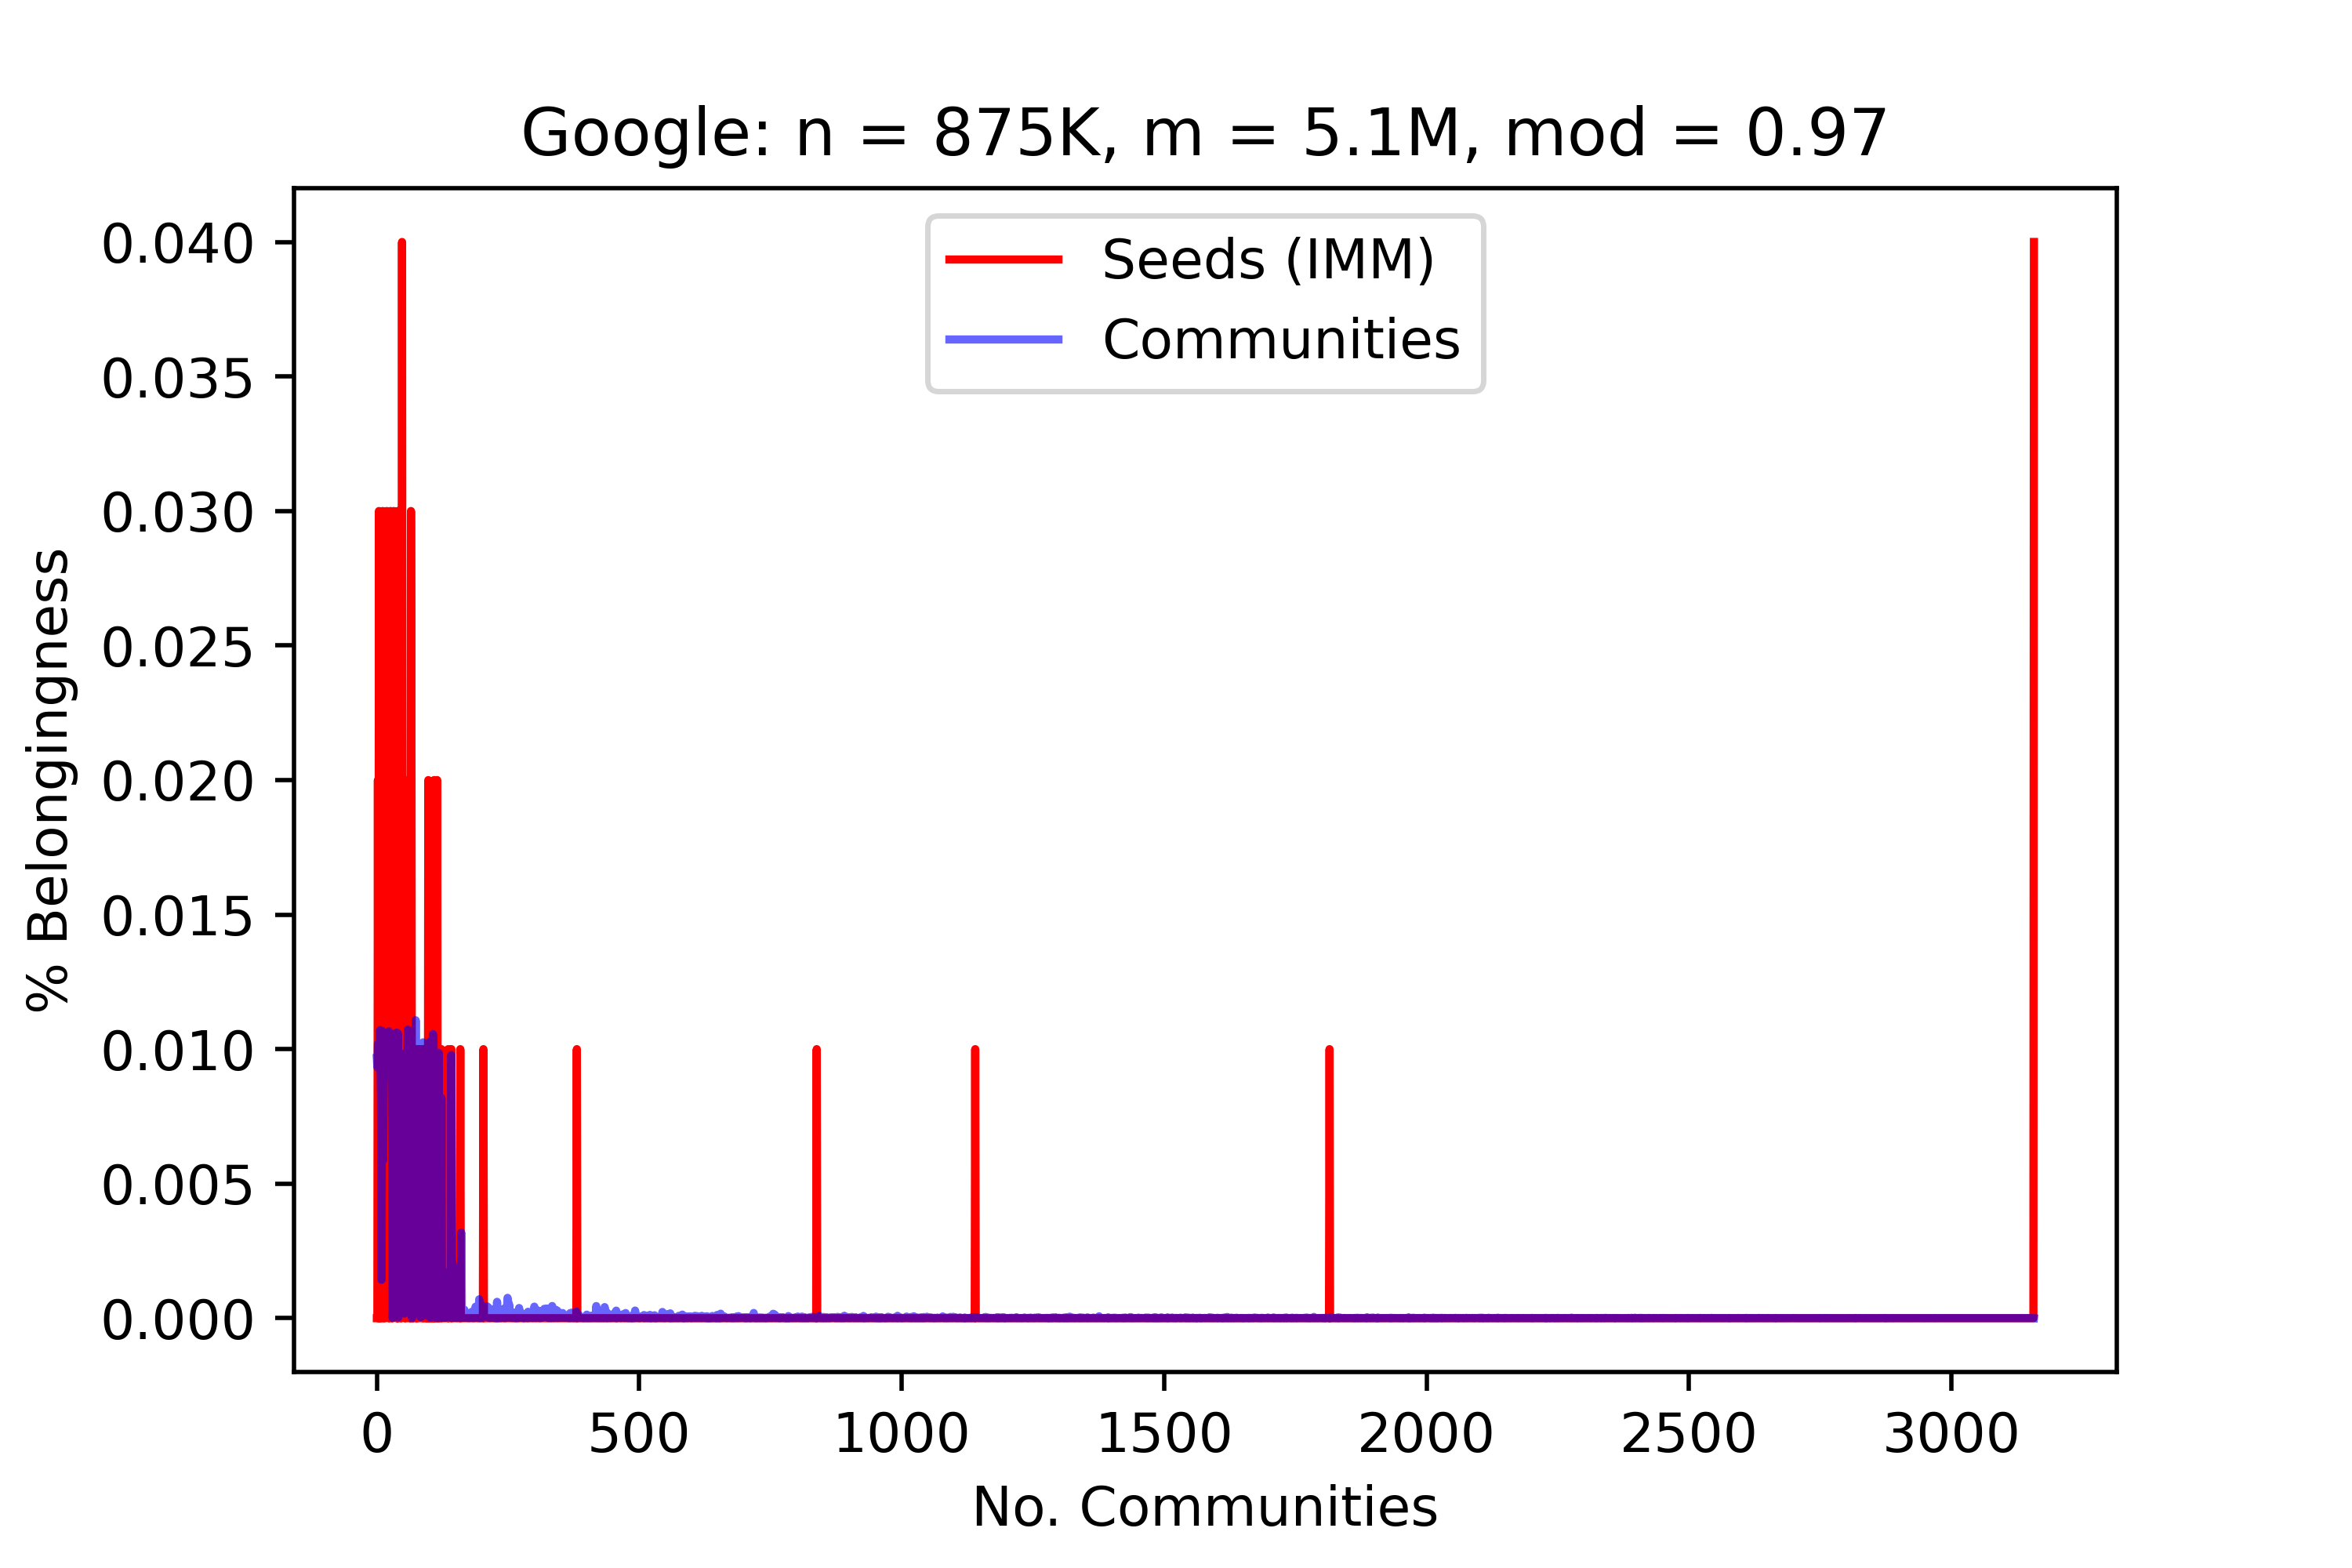 Google: n = 875K, m = 5.1M, mod = 0.97
Seeds (IMM)
Communities
% Belongingness
0.040
0.035
0.030
0.025
0.020
0.015
0.010
0.005
0.000
0 500 1000 1500 2000 2500 3000
No. Communities